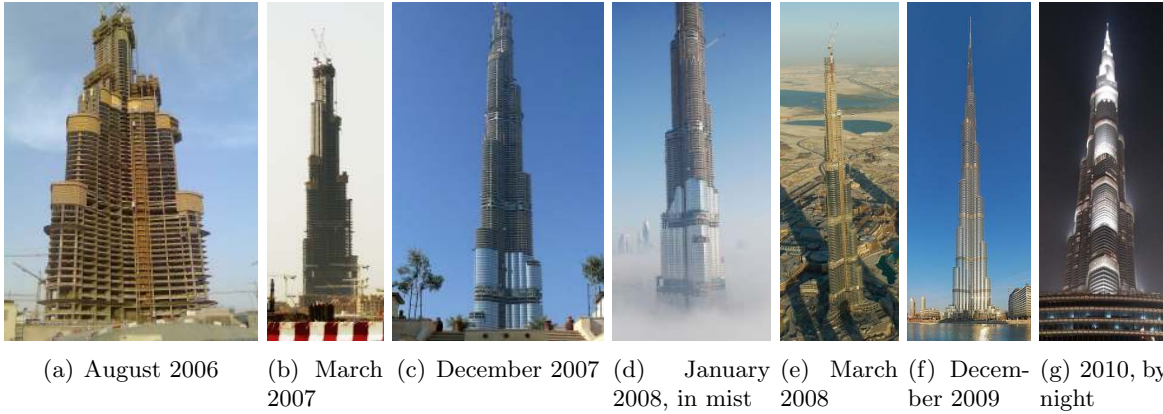 (a) August 2006
(b) March 2007
(c) December 2007
(d) January 2008, in mist
(e) March 2008
(f) Decem-
ber 2009
(g) 2010, by
night